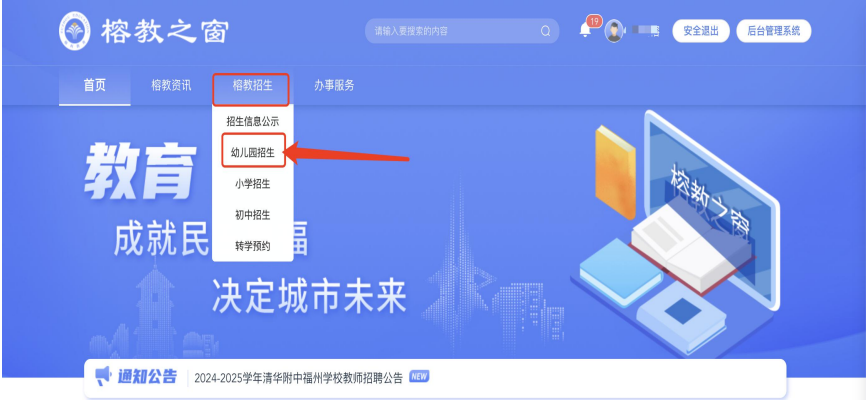 榕教之窗
请输入要搜索的内容
19
安全退出
后台管理系统
首页
榕教资讯
榕教招生
办事服务
招生信息公示
幼儿园招生
小学招生
初中招生
转学预约
教育
成就民
福
决定城市未来
榕教之窗
通知公告
2024-2025学年清华附中福州学校教师招聘公告 NEW